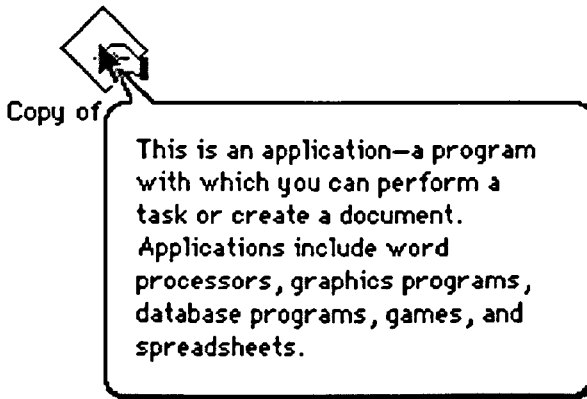 Copy of
This is an application—a program
with which you can perform a
task or create a document.
Applications include word
processors, graphics programs,
database programs, games, and
spreadsheets.